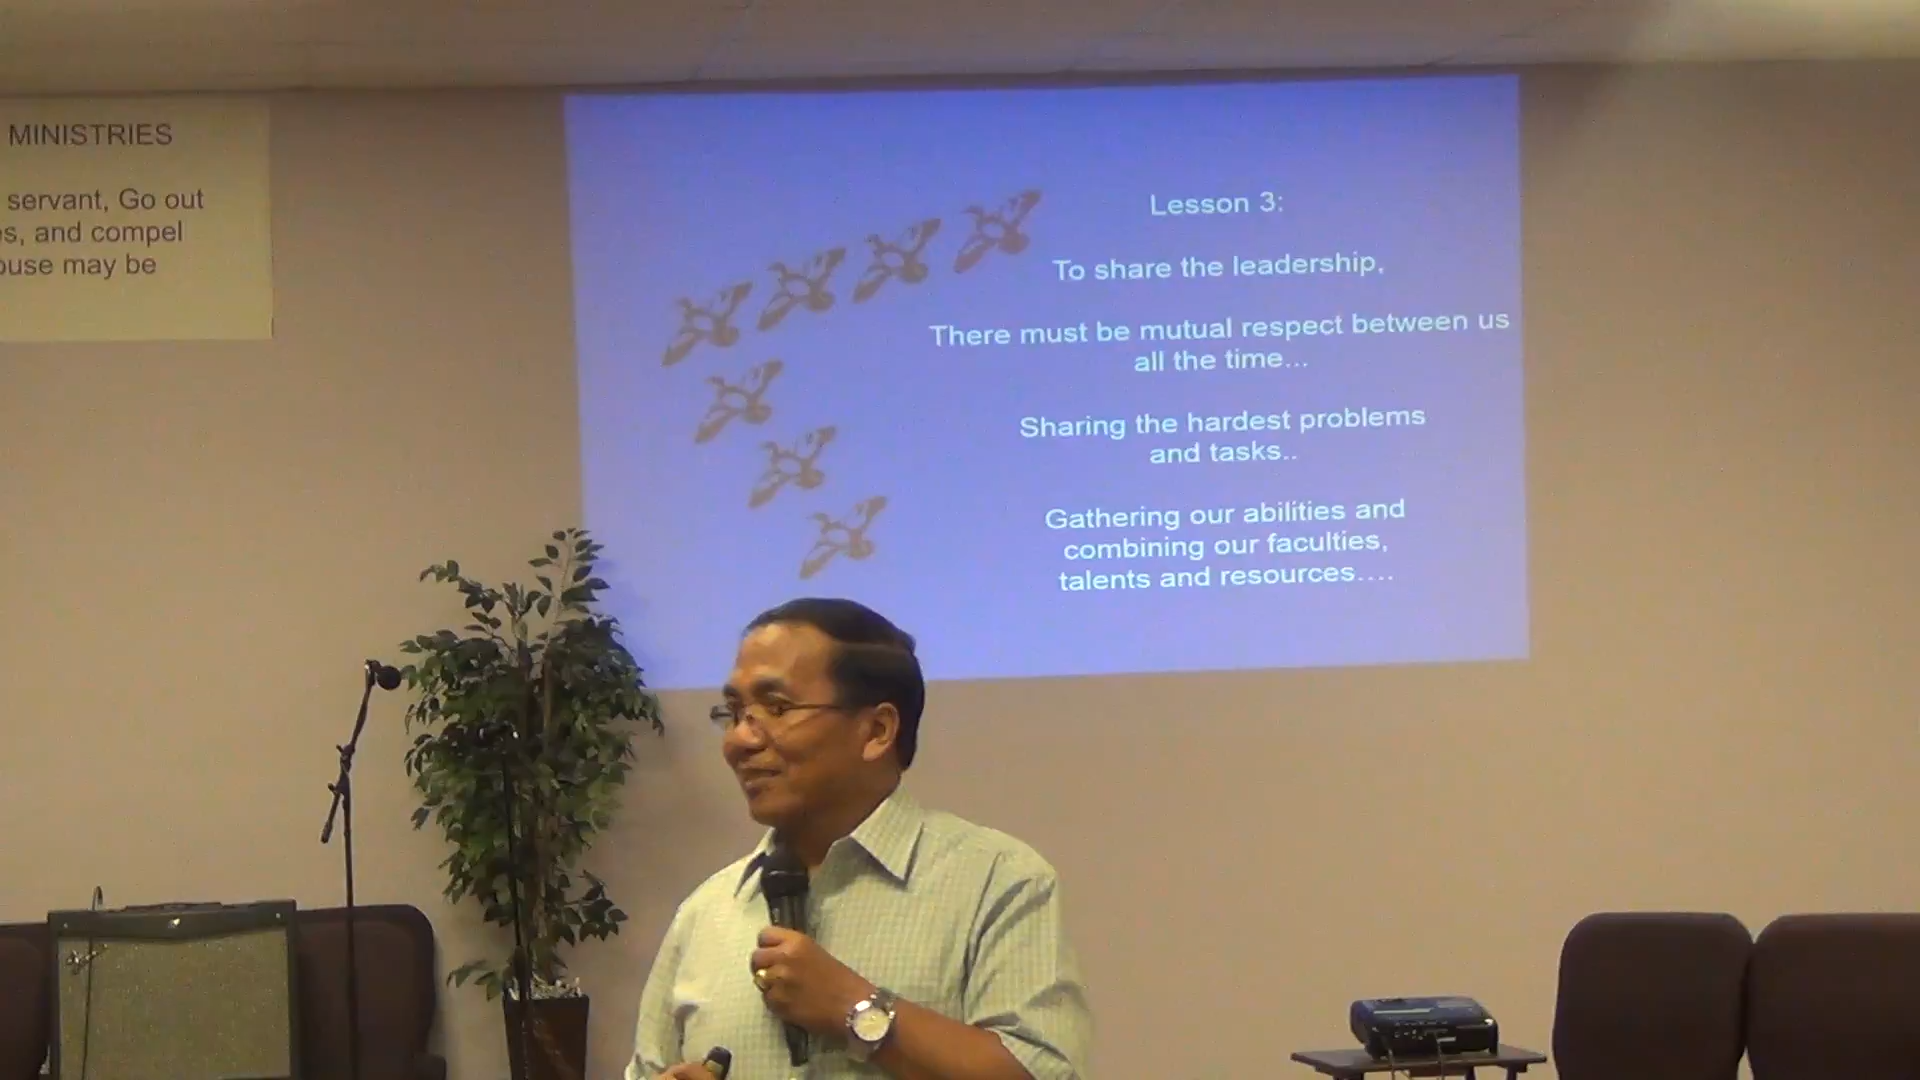 MINISTRIES
servant, Go out
es, and compel
ouse may be
Lesson 3:
To share the leadership,
There must be mutual respect between us
all the time...
Sharing the hardest problems
and tasks..
Gathering our abilities and
combining our faculties,
talents and resources....